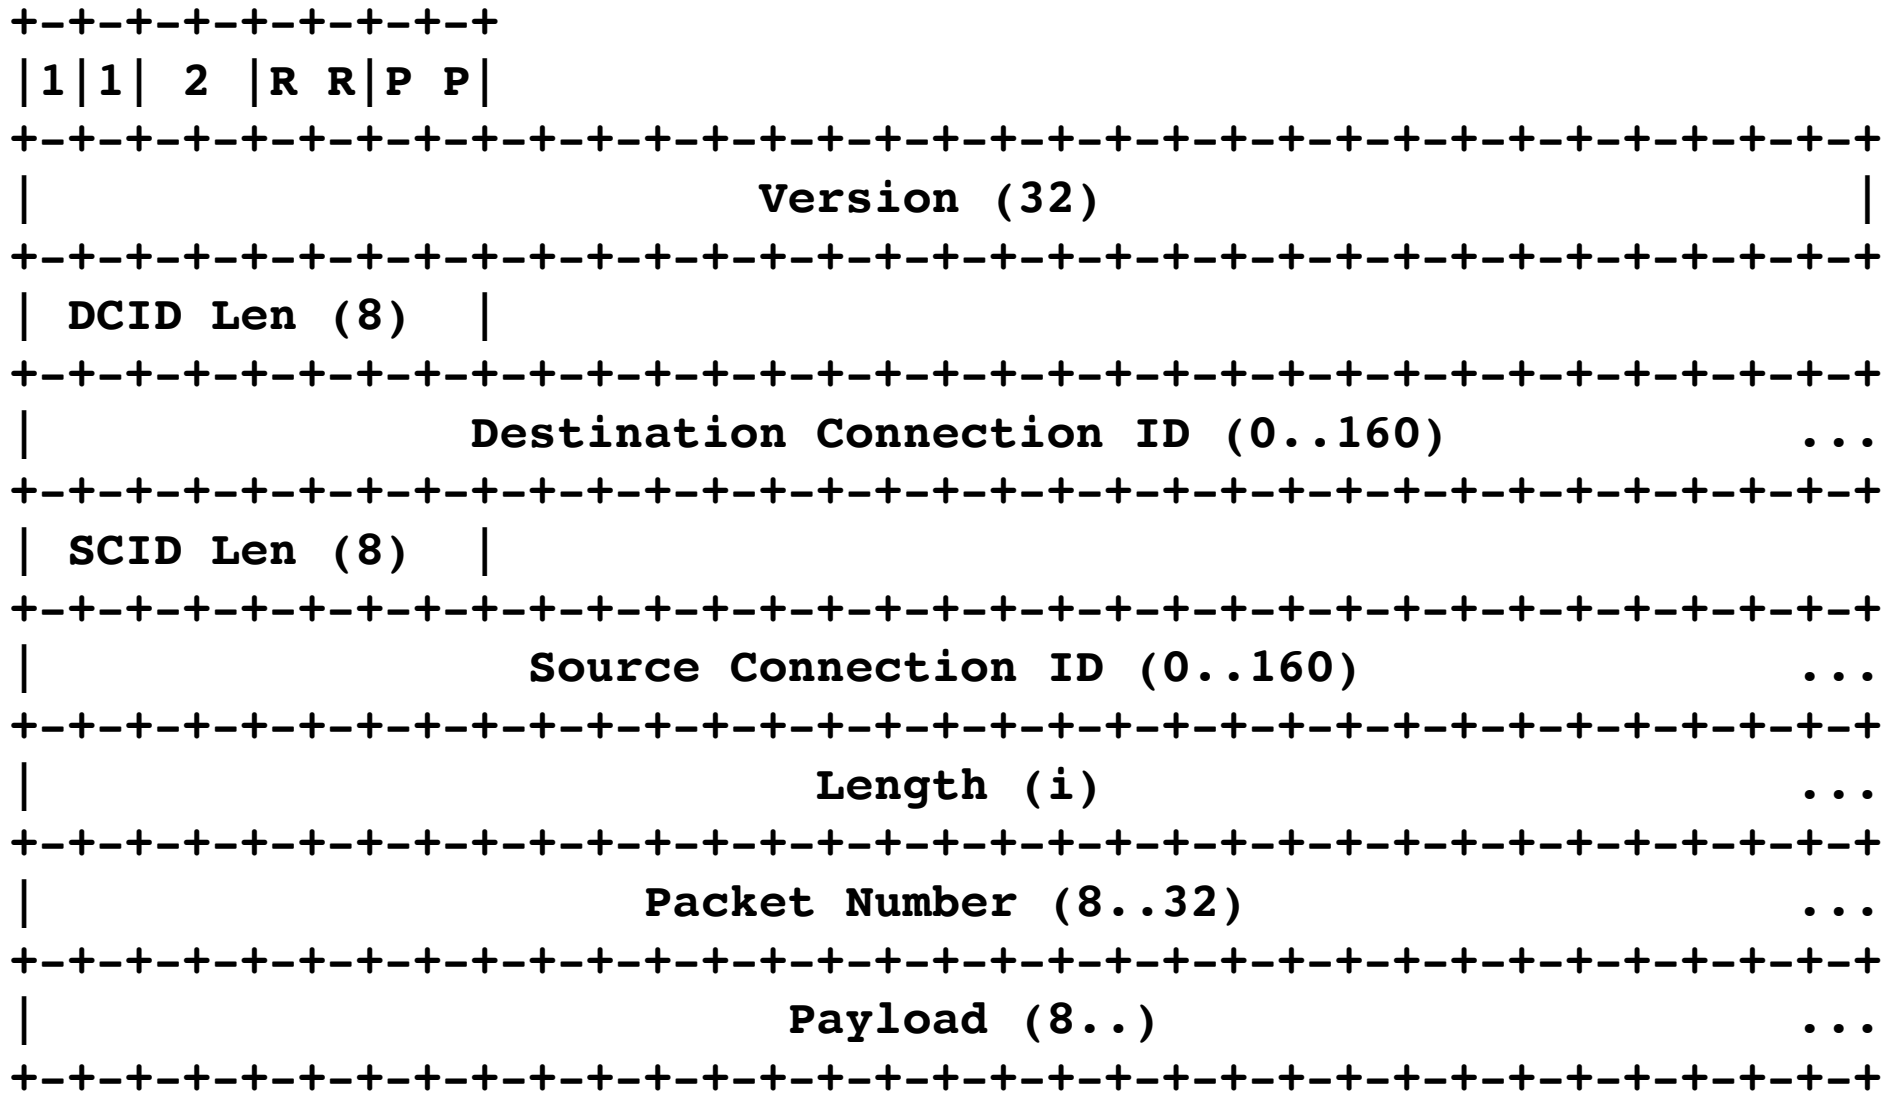 +-+-+-+-+-+-+-+-+
|1|1| 2 |R R|P P|
+-+-+-+-+-+-+-+-+-+-+-+-+-+-+-+-+-+-+-+-+-+-+-+-+-+-+-+-+-+-+-+-+
|                         Version (32)                          |
+-+-+-+-+-+-+-+-+-+-+-+-+-+-+-+-+-+-+-+-+-+-+-+-+-+-+-+-+-+-+-+-+
| DCID Len (8)  |
+-+-+-+-+-+-+-+-+-+-+-+-+-+-+-+-+-+-+-+-+-+-+-+-+-+-+-+-+-+-+-+-+
|               Destination Connection ID (0..160)            ...
+-+-+-+-+-+-+-+-+-+-+-+-+-+-+-+-+-+-+-+-+-+-+-+-+-+-+-+-+-+-+-+-+
| SCID Len (8)  |
+-+-+-+-+-+-+-+-+-+-+-+-+-+-+-+-+-+-+-+-+-+-+-+-+-+-+-+-+-+-+-+-+
|                 Source Connection ID (0..160)               ...
+-+-+-+-+-+-+-+-+-+-+-+-+-+-+-+-+-+-+-+-+-+-+-+-+-+-+-+-+-+-+-+-+
|                           Length (i)                        ...
+-+-+-+-+-+-+-+-+-+-+-+-+-+-+-+-+-+-+-+-+-+-+-+-+-+-+-+-+-+-+-+-+
|                     Packet Number (8..32)                   ...
+-+-+-+-+-+-+-+-+-+-+-+-+-+-+-+-+-+-+-+-+-+-+-+-+-+-+-+-+-+-+-+-+
|                          Payload (8..)                      ...
+-+-+-+-+-+-+-+-+-+-+-+-+-+-+-+-+-+-+-+-+-+-+-+-+-+-+-+-+-+-+-+-+